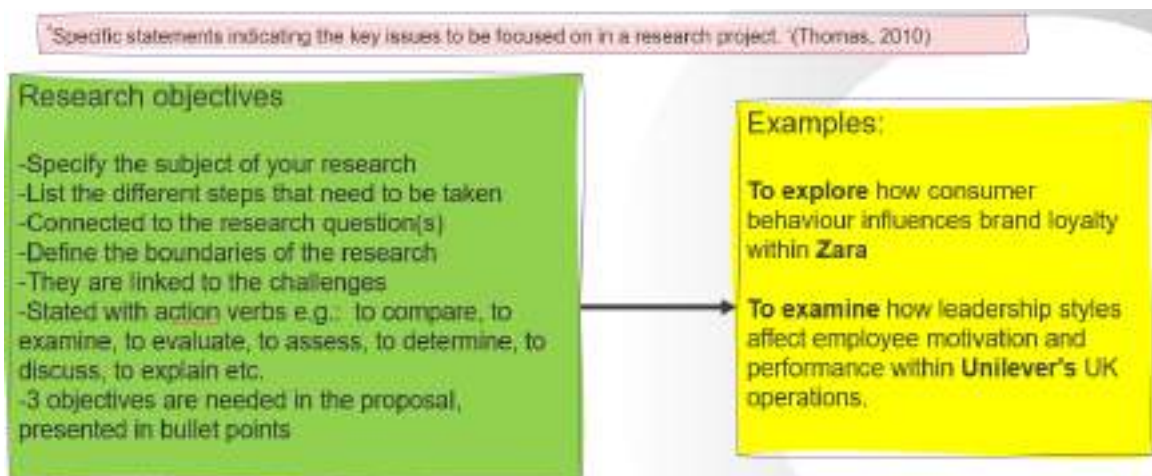 "Specific statements indicating the key issues to be focused on in a research project. '(Thomas, 2010)
Research objectives
-Specify the subject of your research
-List the different steps that need to be taken
-Connected to the research question(s)
-Define the boundaries of the research
-They are linked to the challenges
-Stated with action verbs e.g.: to compare, to
examine, to evaluate, to assess, to determine, to
discuss, to explain etc.
-3 objectives are needed in the proposal,
presented in bullet points
Examples:
To explore how consumer
behaviour influences brand loyalty
within Zara
To examine how leadership styles
affect employee motivation and
performance within Unilever's UK
operations.